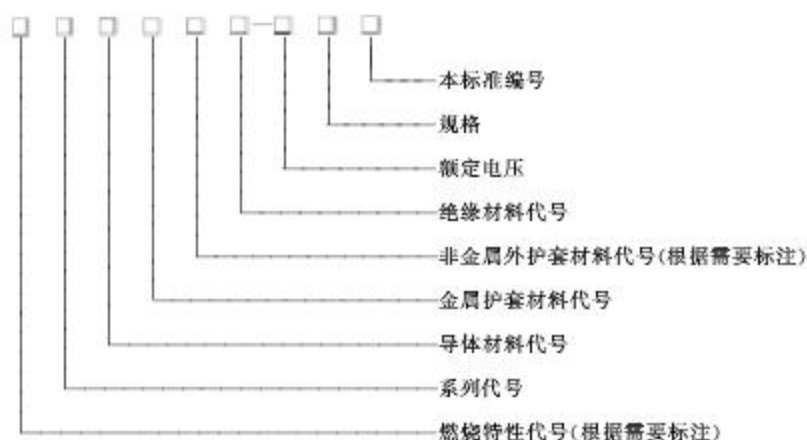 本标准编号
规格
额定电压
绝缘材料代号
非金属外护套材料代号(根据需要标注)
金属护套材料代号
导体材料代号
系列代号
燃烧特性代号(根据需要标注)